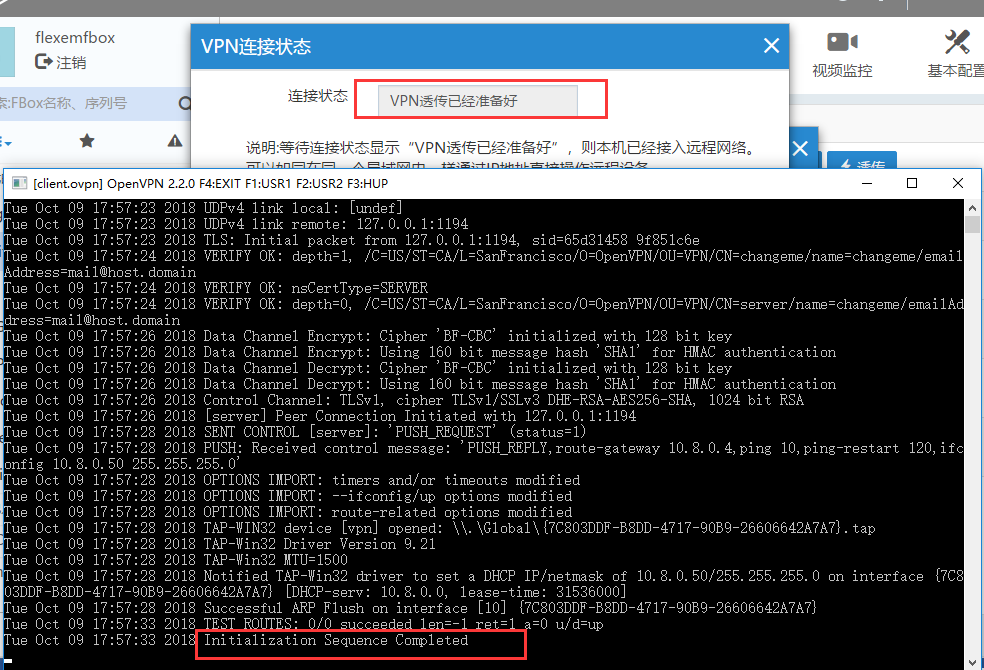 flexemfbox
注销
索:FBox名称、序列号
VPN连接状态
连接状态
VPN透传已经准备好
说明:等待连接状态显示“VPN透传已经准备好”,则本机已经接入远程网络。
视频监控
基本配置
透传
[client.ovpn] OpenVPN 2.2.0 F4:EXIT F1:USR1 F2:USR2 F3:HUP
Tue Oct 09 17:57:23 2018 UDPv4 link local: [undef]
Tue Oct 09 17:57:23 2018 UDPv4 link remote: 127.0.0.1:1194
Tue Oct 09 17:57:23 2018 TLS: Initial packet from 127.0.0.1:1194, sid=65d31458 9f851c6e
Tue Oct 09 17:57:24 2018 VERIFY OK: depth=1, /C=US/ST=CA/L=SanFrancisco/O=OpenVPN/OU=VPN/CN=changeme/name=changeme/email
Address=mail@host.domain
Tue Oct 09 17:57:24 2018 VERIFY OK: nsCertType=SERVER
Tue Oct 09 17:57:24 2018 VERIFY OK: depth=0, /C=US/ST=CA/L=SanFrancisco/O=OpenVPN/OU=VPN/CN=server/name=changeme/emailAd
dress=mail@host.domain
Tue Oct 09 17:57:26 2018 Data Channel Encrypt: Cipher 'BF-CBC' initialized with 128 bit key
Tue Oct 09 17:57:26 2018 Data Channel Encrypt: Using 160 bit message hash 'SHA1' for HMAC authentication
Tue Oct 09 17:57:26 2018 Data Channel Decrypt: Cipher 'BF-CBC' initialized with 128 bit key
Tue Oct 09 17:57:26 2018 Data Channel Decrypt: Using 160 bit message hash 'SHA1' for HMAC authentication
Tue Oct 09 17:57:26 2018 Control Channel: TLSv1, cipher TLSv1/SSLv3 DHE-RSA-AES256-SHA, 1024 bit RSA
Tue Oct 09 17:57:26 2018 [server] Peer Connection Initiated with 127.0.0.1:1194
Tue Oct 09 17:57:28 2018 SENT CONTROL [server]: 'PUSH_REQUEST' (status=1)
Tue Oct 09 17:57:28 2018 PUSH: Received control message: 'PUSH_REPLY,route-gateway 10.8.0.4,ping 10,ping-restart 120,ifc
onfig 10.8.0.50 255.255.255.0'
Tue Oct 09 17:57:28 2018 OPTIONS IMPORT: timers and/or timeouts modified
Tue Oct 09 17:57:28 2018 OPTIONS IMPORT: --ifconfig/up options modified
Tue Oct 09 17:57:28 2018 OPTIONS IMPORT: route-related options modified
Tue Oct 09 17:57:28 2018 TAP-WIN32 device [vpn] opened: \\.\Global\{7C803DDF-B8DD-4717-90B9-26606642A7A7}.tap
Tue Oct 09 17:57:28 2018 TAP-Win32 Driver Version 9.21
Tue Oct 09 17:57:28 2018 TAP-Win32 MTU=1500
Tue Oct 09 17:57:28 2018 Notified TAP-Win32 driver to set a DHCP IP/netmask of 10.8.0.50/255.255.255.0 on interface {7C8
03DDF-B8DD-4717-90B9-26606642A7A7} [DHCP-serv: 10.8.0.0, lease-time: 31536000]
Tue Oct 09 17:57:28 2018 Successful ARP Flush on interface [10] {7C803DDF-B8DD-4717-90B9-26606642A7A7}
Tue Oct 09 17:57:33 2018 TEST ROUTES: 0/0 succeeded len=-1 ret=1 a=0 u/d=up
Tue Oct 09 17:57:33 2018 Initialization Sequence Completed